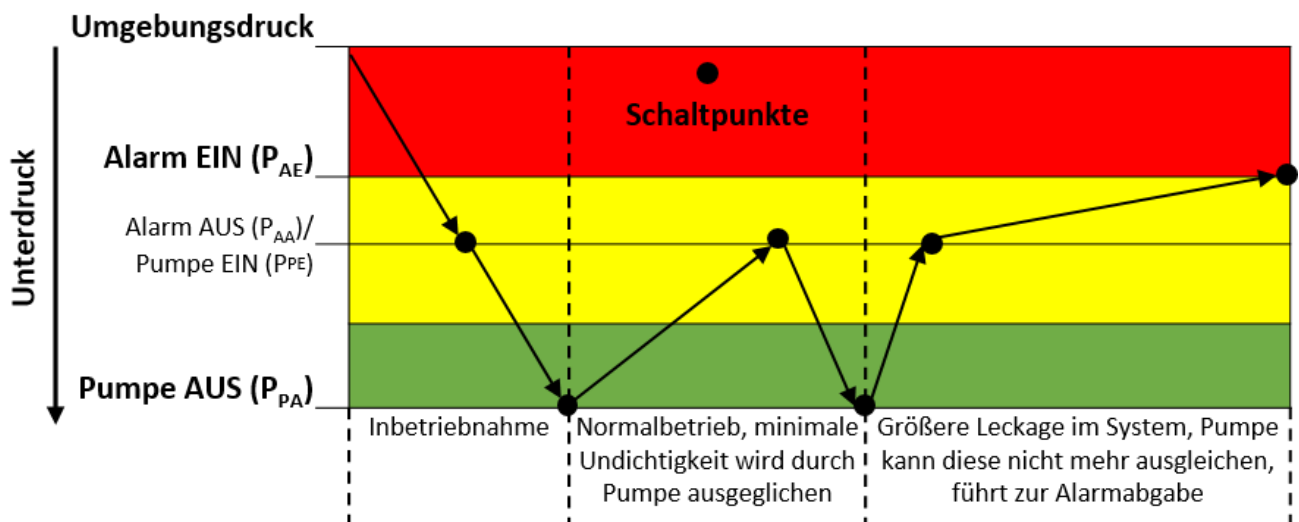 Umgebungsdruck
Schaltpunkte
Unterdruck
Alarm EIN (PAE)
Alarm AUS (PAA)/
Pumpe EIN (PPE)
Pumpe AUS (PPA)
Inbetriebnahme
Normalbetrieb, minimale
Undichtigkeit wird durch
Pumpe ausgeglichen
Größere Leckage im System, Pumpe
kann diese nicht mehr ausgleichen,
führt zur Alarmabgabe